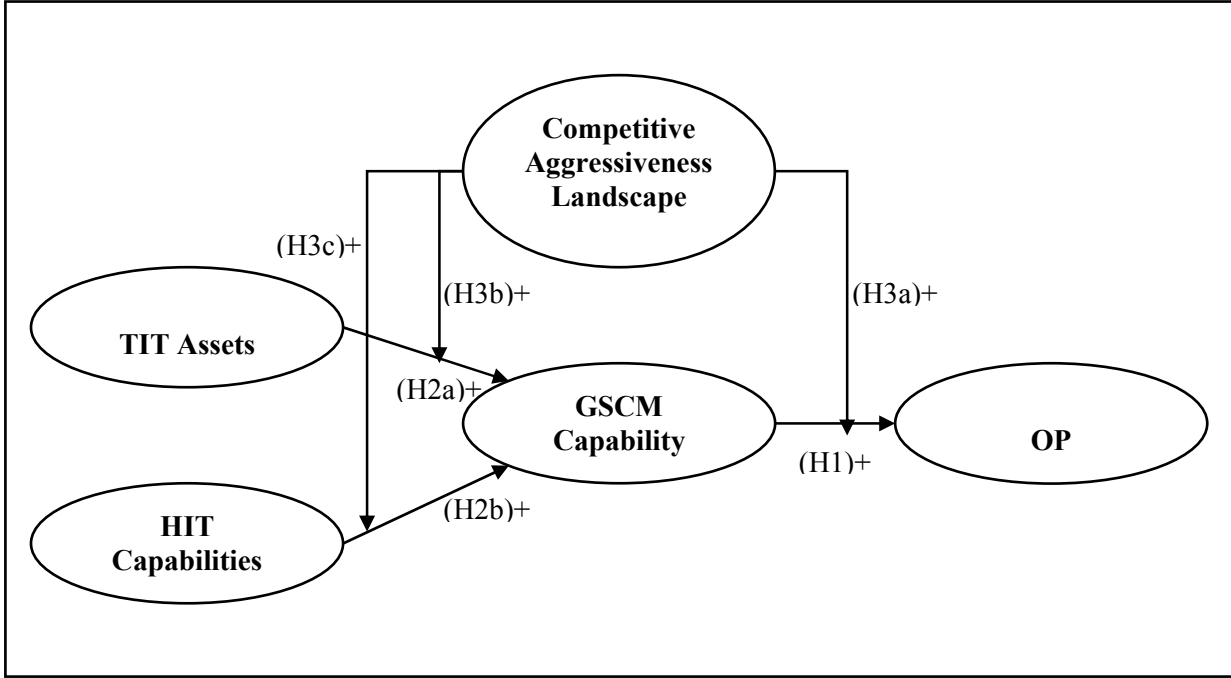 Competitive
Aggressiveness
Landscape
(H3c)+
(H3b)+
(H3a)+
TIT Assets
(H2a)+
GSCM
Capability
OP
(H1)+
HIT
Capabilities
(H2b)+